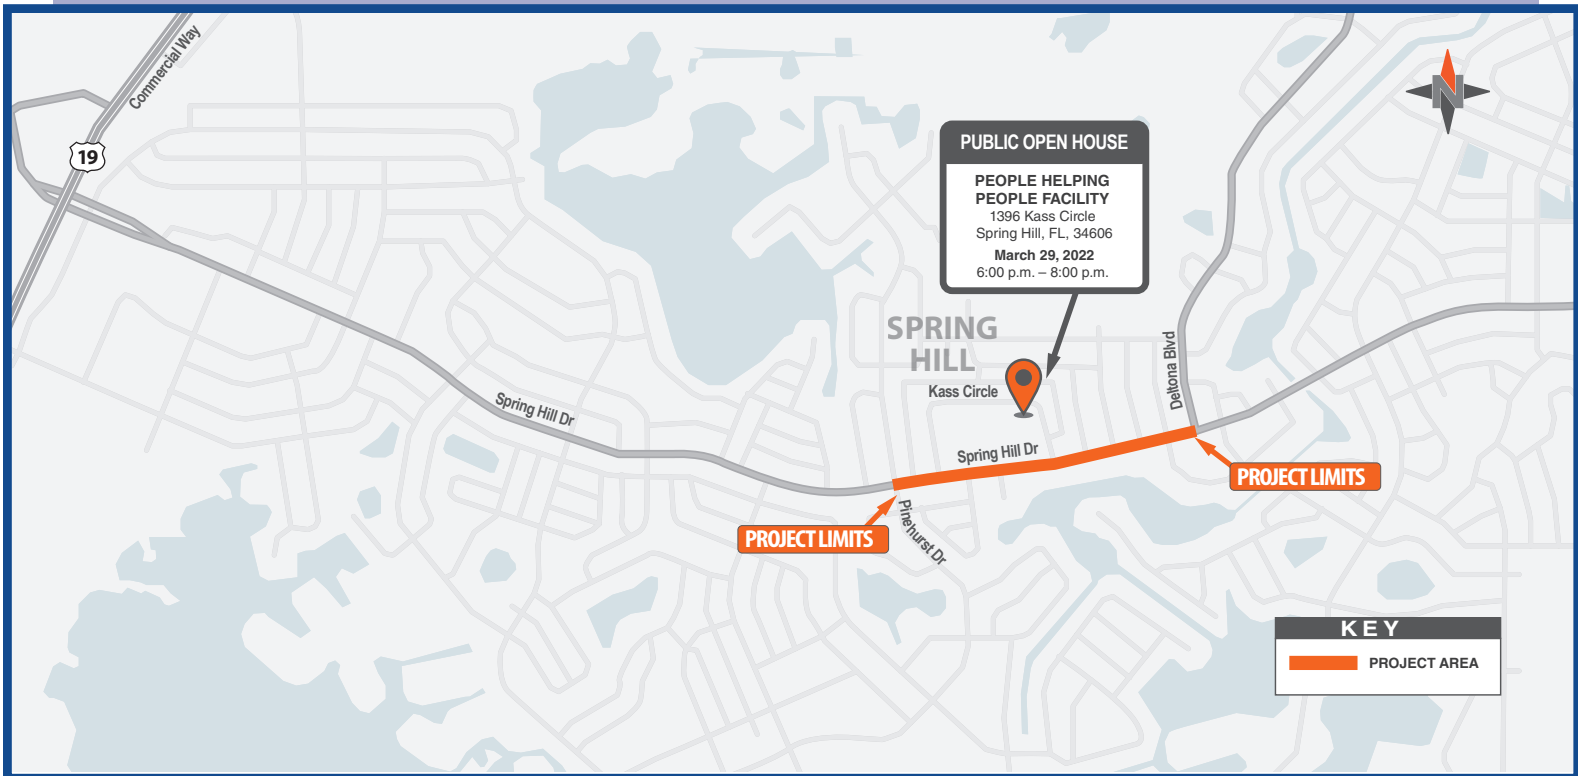 Commercial Way
19
N
PUBLIC OPEN HOUSE
PEOPLE HELPING
PEOPLE FACILITY
1396 Kass Circle
Spring Hill, FL, 34606
March 29, 2022
6:00 p.m. – 8:00 p.m.
SPRING
HILL
Kass Circle
Deltona Blvd
Spring Hill Dr
Spring Hill Dr
PROJECT LIMITS
PROJECT LIMITS
Pinehurst Dr
KEY
PROJECT AREA